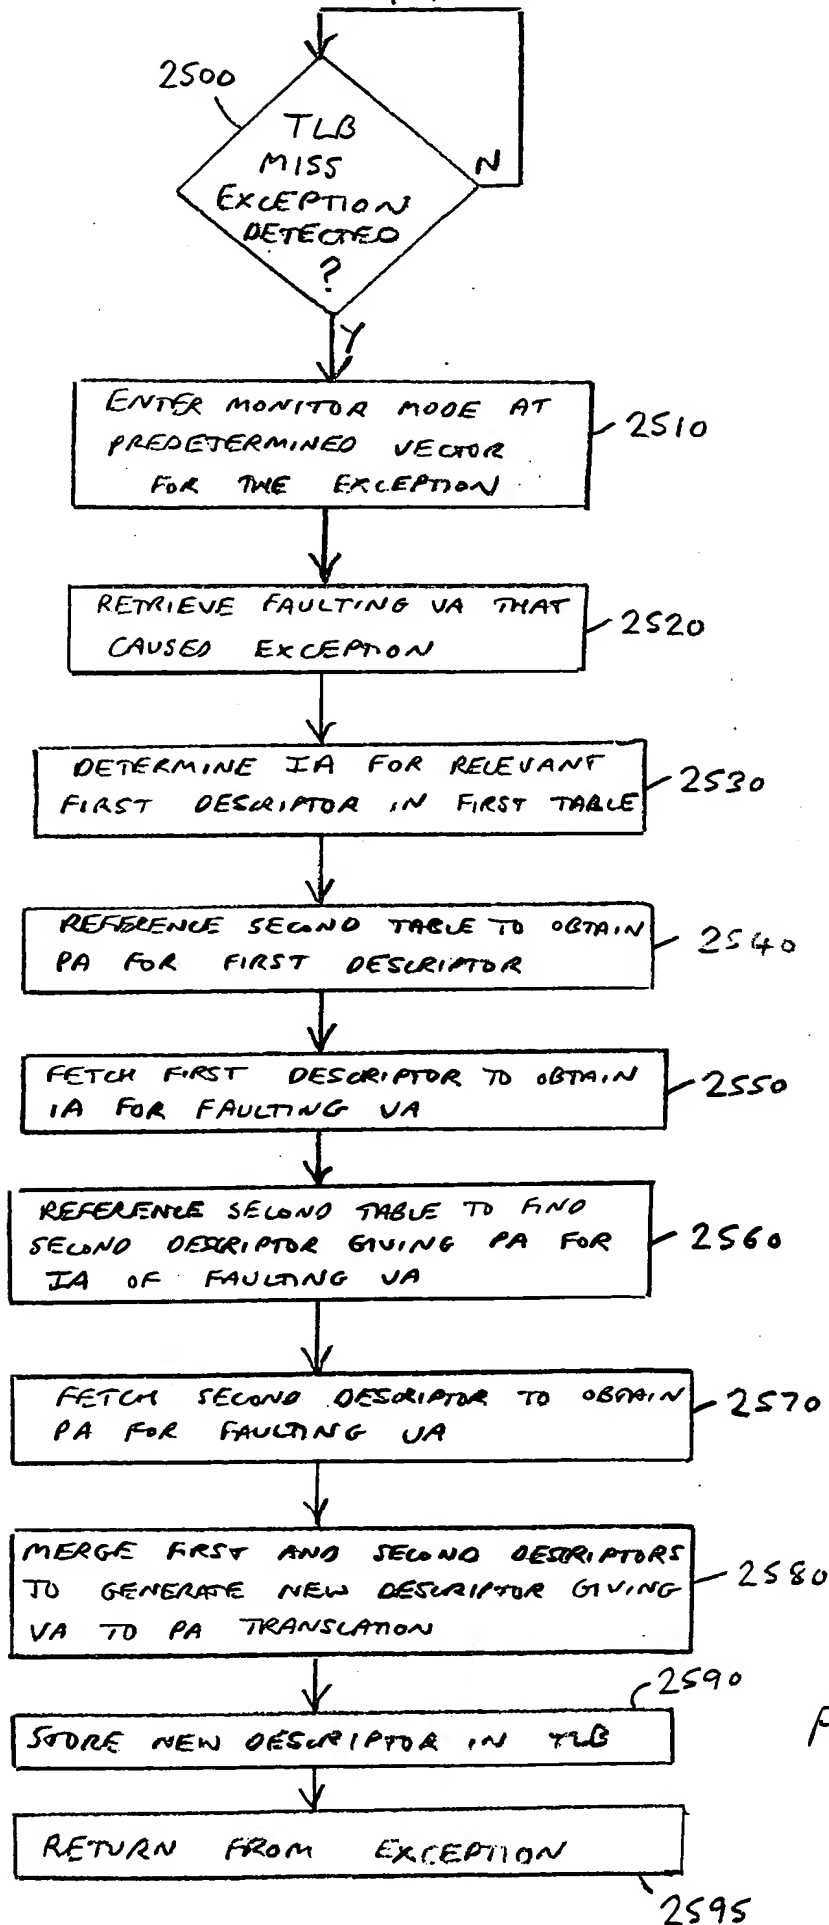 2500
TLB
MISS
EXCEPTION
DETECTED
?
N
Y
ENTER MONITOR MODE AT
PREDETERMINED VECTOR
FOR THE EXCEPTION
2510
RETRIEVE FAULTING VA THAT
CAUSED EXCEPTION
2520
DETERMINE IA FOR RELEVANT
FIRST DESCRIPTOR IN FIRST TABLE
2530
REFERENCE SECOND TABLE TO OBTAIN
PA FOR FIRST DESCRIPTOR
2540
FETCH FIRST DESCRIPTOR TO OBTAIN
IA FOR FAULTING VA
2550
REFERENCE SECOND TABLE TO FIND
SECOND DESCRIPTOR GIVING PA FOR
IA OF FAULTING VA
2560
FETCH SECOND DESCRIPTOR TO OBTAIN
PA FOR FAULTING VA
2570
MERGE FIRST AND SECOND DESCRIPTORS
TO GENERATE NEW DESCRIPTOR GIVING
VA TO PA TRANSLATION
2580
2590
STORE NEW DESCRIPTOR IN TLB
RETURN FROM EXCEPTION
2595